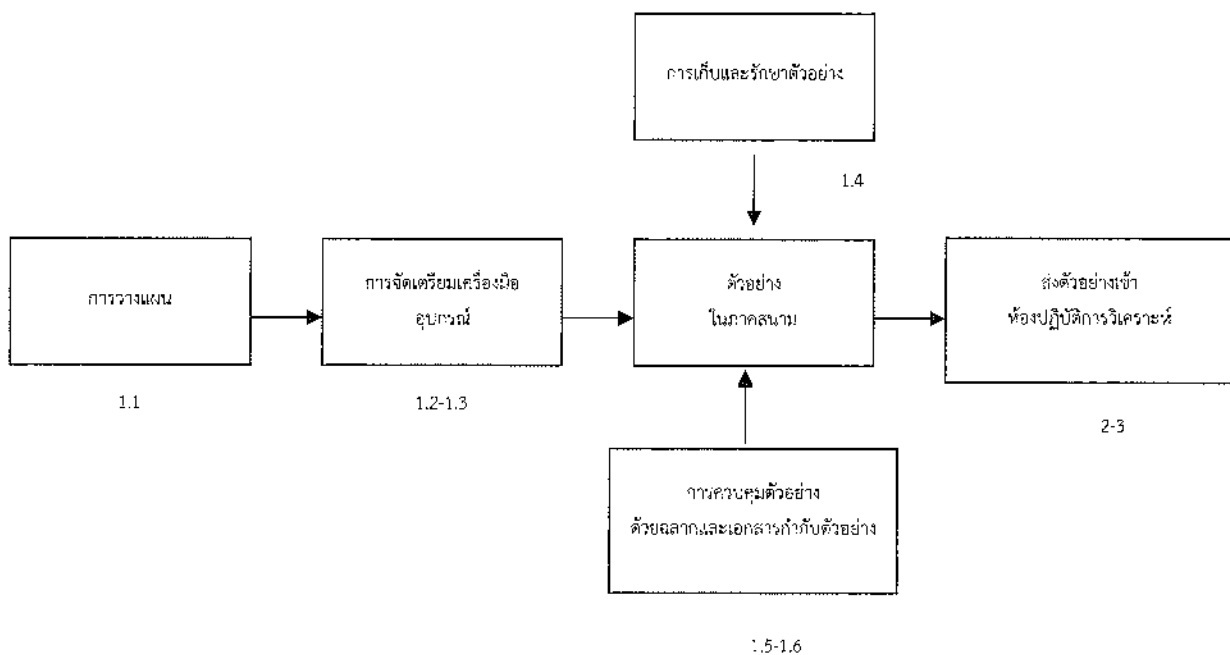 การเก็บและรักษาตัวอย่าง
1.4
การวางแผน
1.1
การจัดเตรียมเครื่องมือ
อุปกรณ์
1.2-1.3
ตัวอย่าง
ในภาคสนาม
ส่งตัวอย่างเข้า
ห้องปฏิบัติการวิเคราะห์
2-3
การควบคุมตัวอย่าง
ด้วยฉลากและเอกสารกำกับตัวอย่าง
1.5-1.6